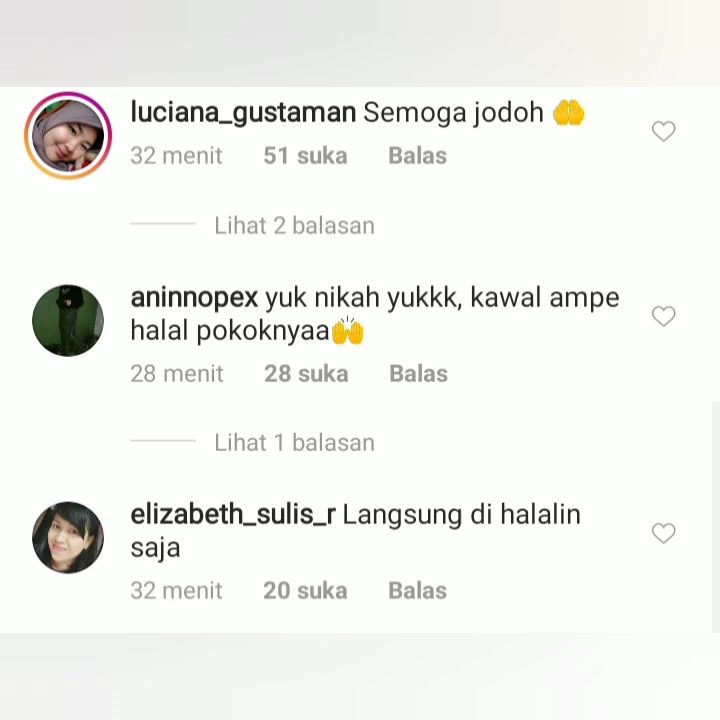 luciana_gustaman Semoga jodoh 🤲
32 menit 51 suka Balas
Lihat 2 balasan
aninnopex yuk nikah yukkk, kawal ampe
halal pokoknyaa🙌
28 menit 28 suka Balas
Lihat 1 balasan
elizabeth_sulis_r Langsung di halalin
saja
32 menit 20 suka Balas